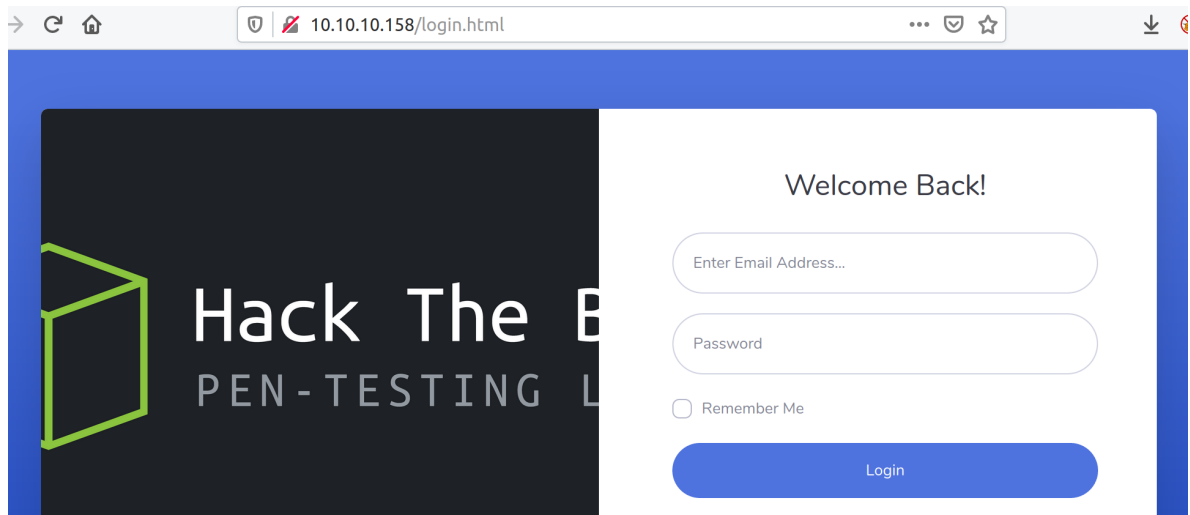 10.10.10.158/login.html
Welcome Back!
Enter Email Address...
Hack The B
Password
PEN-TESTING L
Remember Me
Login